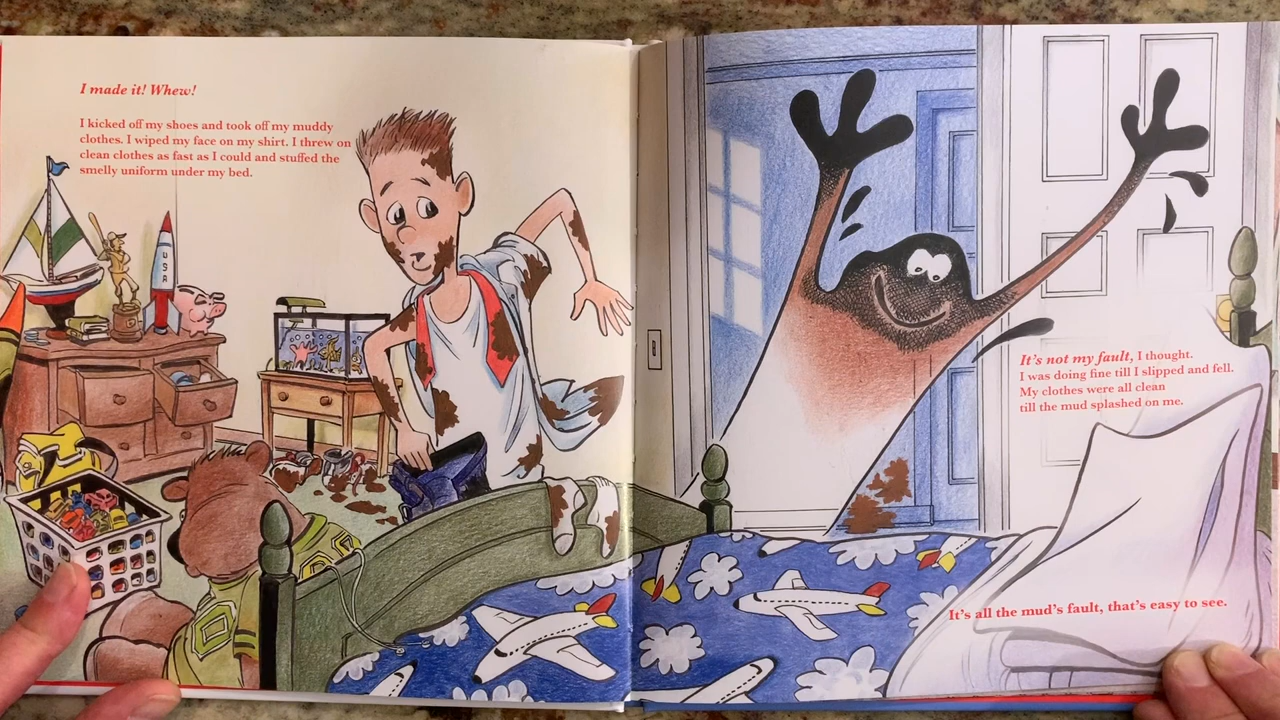 I made it! Whew!
I kicked off my shoes and took off my muddy
clothes. I wiped my face on my shirt. I threw on
clean clothes as fast as I could and stuffed the
smelly uniform under my bed.
USA
It's not my fault, I thought.
I was doing fine till I slipped and fell.
My clothes were all clean
till the mud splashed on me.
It's all the mud's fault, that's easy to see.